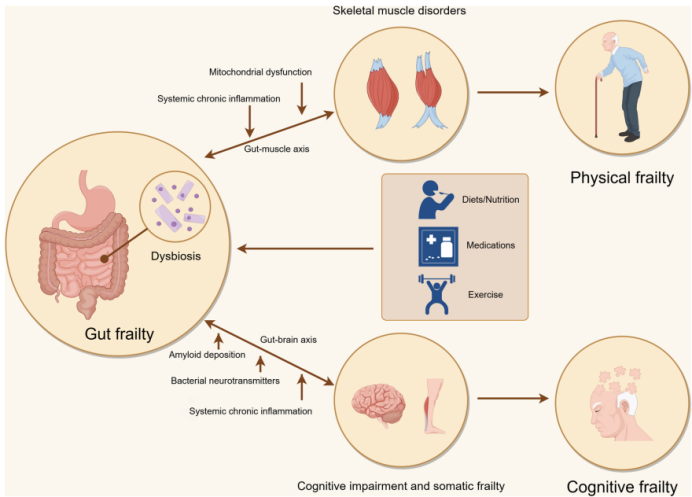 Skeletal muscle disorders
Mitochondrial dysfunction
Systemic chronic inflammation
Gut-muscle axis
Physical frailty
Diets/Nutrition
Medications
Exercise
Dysbiosis
Gut frailty
Gut-brain axis
Amyloid deposition
Bacterial neurotransmitters
Systemic chronic inflammation
Cognitive impairment and somatic frailty
Cognitive frailty